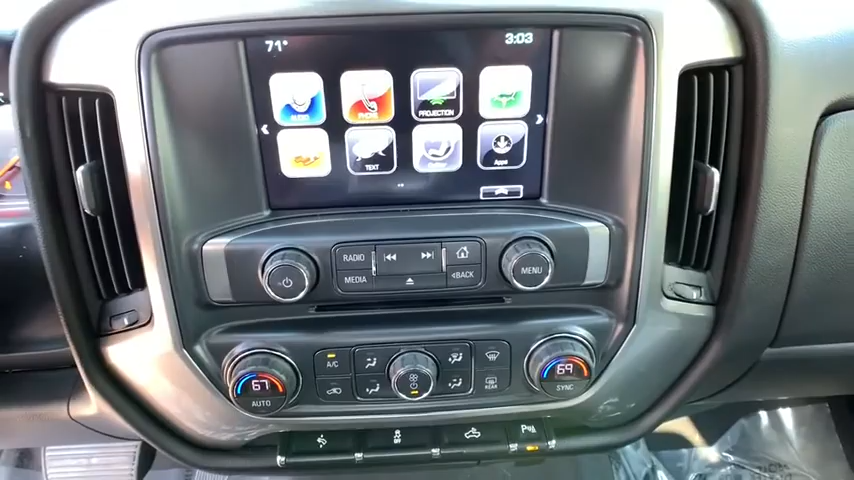 71° 3:03
AUDIO PHONE PROJECTION
TEXT Apps
RADIO
MEDIA BACK MENU
A/C
67 69
AUTO REAR SYNC